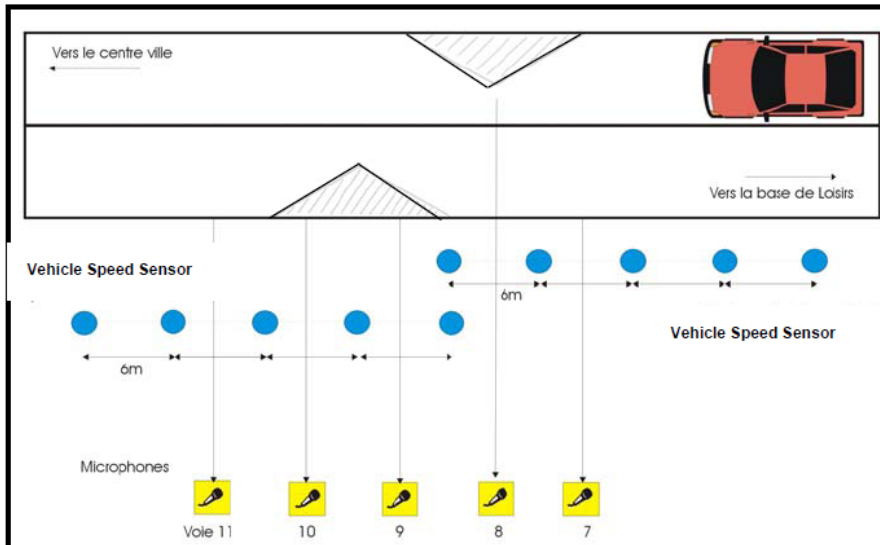 Vers le centre ville
Vers la base de Loisirs
Vehicle Speed Sensor
6m
Vehicle Speed Sensor
6m
Microphones
Voie 11
10
9
8
7